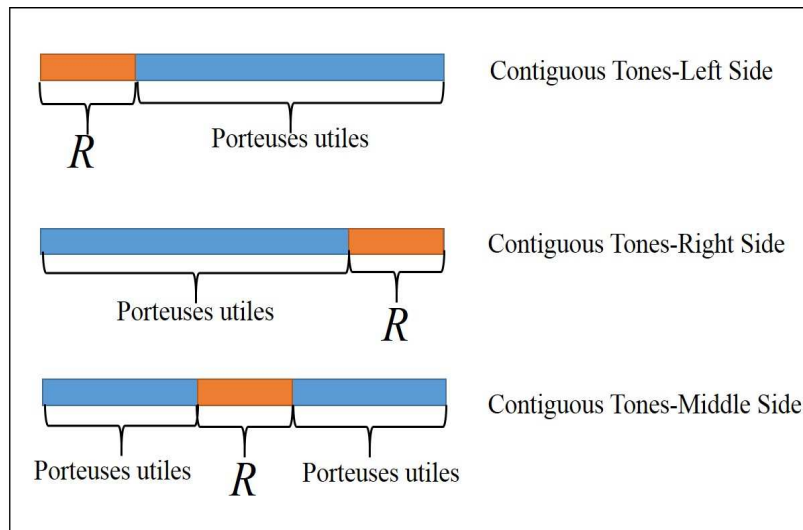 Contiguous Tones-Left Side
R
Porteuses utiles
Contiguous Tones-Right Side
Porteuses utiles
R
Contiguous Tones-Middle Side
Porteuses utiles
R
Porteuses utiles